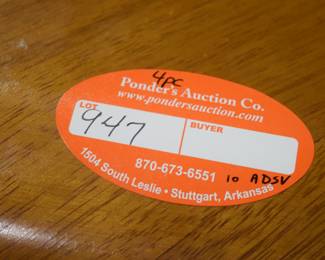 4pc
Ponder's Auction Co.
www.pondersauction.com
LOT
947
BUYER
870-673-6551
10 ADSV
1504 South Leslie • Stuttgart, Arkansas